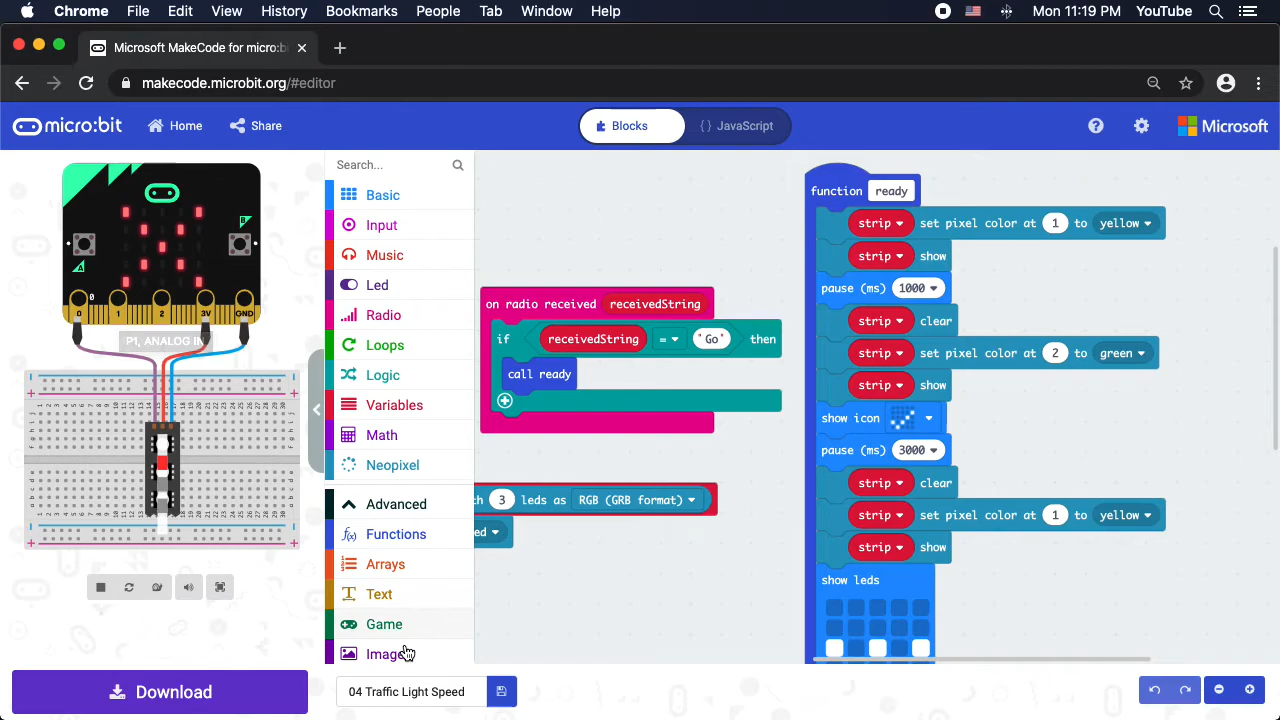 Chrome File Edit View History Bookmarks People Tab Window Help Mon 11:19 PM YouTube
Microsoft MakeCode for micro:b
makecode.microbit.org/#editor
micro:bit Home Share Blocks {} JavaScript Microsoft
Search...
Basic
Input
Music
Led
Radio
Loops
Logic
Variables
Math
Neopixel
Advanced
Functions
Arrays
Text
Game
Image
A
B
0 1 2 3V GND
P1, ANALOG IN
Download
on radio received receivedString
if receivedString = "Go" then
call ready
3 leds as RGB (GRB format)
function ready
strip set pixel color at 1 to yellow
strip show
pause (ms) 1000
strip clear
strip set pixel color at 2 to green
strip show
show icon
pause (ms) 3000
strip clear
strip set pixel color at 1 to yellow
strip show
show leds
04 Traffic Light Speed